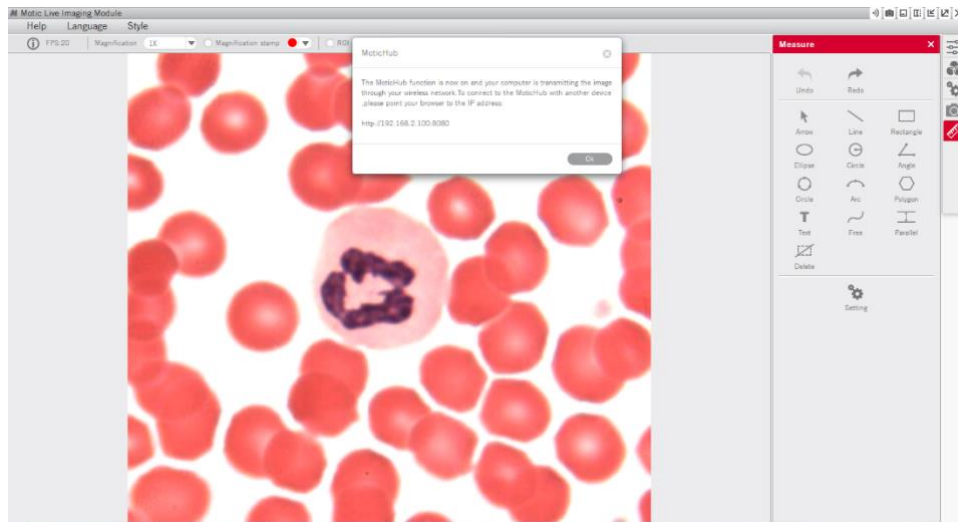 Motic Live Imaging Module
Help Language Style
FPS:20 Magnification 1X Magnification stamp RGB
MoticHub
The MoticHub function is now on and your computer is transmitting the image
through your wireless network.To connect to the MoticHub with another device
,please point your browser to the IP address:
http://192.168.2.100:8080
Ok
Measure
Undo Redo
Arrow Line Rectangle
Ellipse Circle Angle
Circle Arc Polygon
Text Free Parallel
Delete
Setting